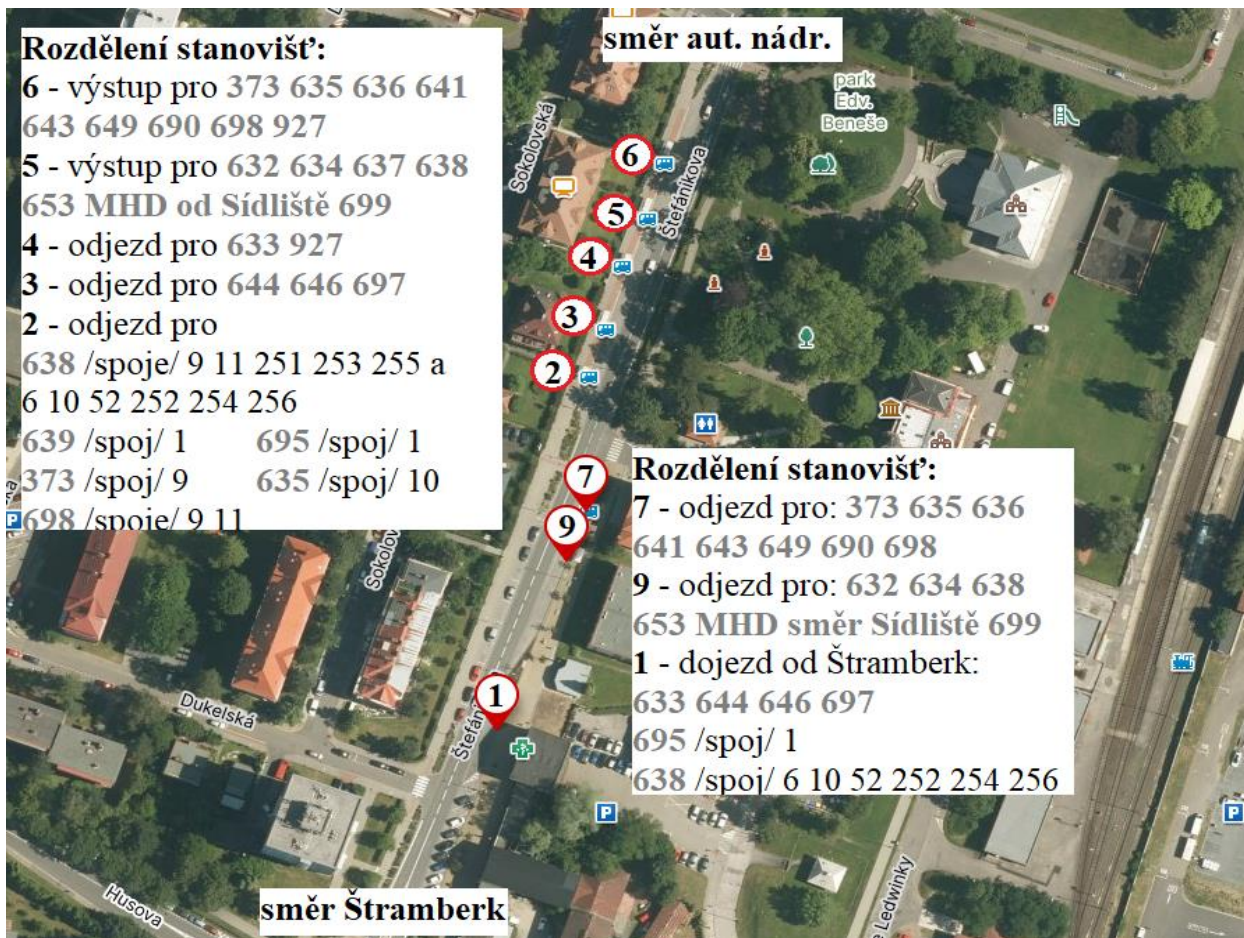 směr aut. nádr.
Rozdělení stanovišť:
6 - výstup pro 373 635 636 641
643 649 690 698 927
5 - výstup pro 632 634 637 638
653 MHD od Sídliště 699
4 - odjezd pro 633 927
3 - odjezd pro 644 646 697
2 - odjezd pro
638 /spoje/ 9 11 251 253 255 a
6 10 52 252 254 256
639 /spoj/ 1 695 /spoj/ 1
373 /spoj/ 9 635 /spoj/ 10
698 /spoje/ 9 11
park
Edv.
Beneše
Sokolovská
Štefánikova
6
5
4
3
2
7
9
1
Rozdělení stanovišť:
7 - odjezd pro: 373 635 636
641 643 649 690 698
9 - odjezd pro: 632 634 638
653 MHD směr Sídliště 699
1 - dojezd od Štramberk:
633 644 646 697
695 /spoj/ 1
638 /spoj/ 6 10 52 252 254 256
Dukelská
P
P
P
Husova
směr Štramberk
Ledwinky